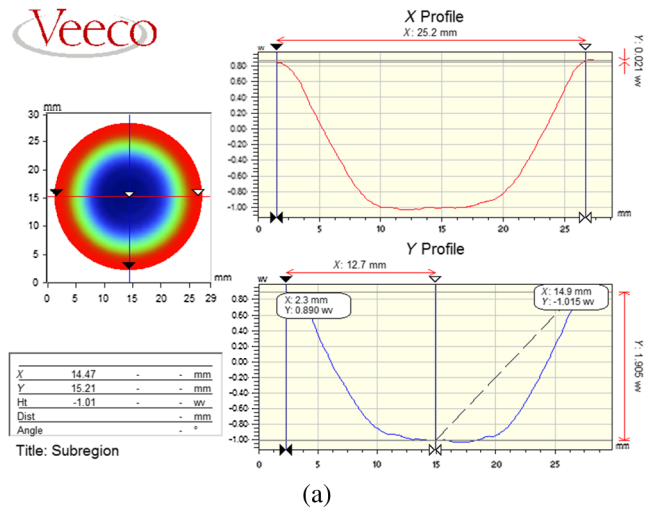 Veeco
X Profile
X: 25.2 mm
wv
Y: 0.021 wv
0.80
0.60
0.40
0.20
0.00
-0.20
-0.40
-0.60
-0.80
-1.00
mm
0 5 10 15 20 25
mm
30
25
20
15
10
5
0
mm
0 5 10 15 20 25 29
Y Profile
X: 12.7 mm
wv
X: 2.3 mm
Y: 0.890 wv
X: 14.9 mm
Y: -1.015 wv
Y: 1.905 wv
0.80
0.60
0.40
0.20
0.00
-0.20
-0.40
-0.60
-0.80
-1.00
mm
0 5 10 15 20 25
X 14.47 - - mm
Y 15.21 - - mm
Ht -1.01 - - wv
Dist - - mm
Angle - °
Title: Subregion
(a)